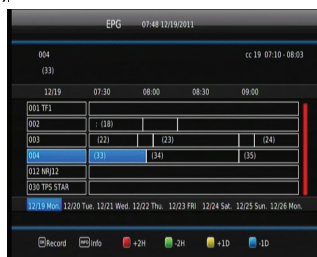 EPG 07:48 12/19/2011
004 cc 19 07:10 - 08:03
(33)
12/19 07:30 08:00 08:30 09:00
001 TF1
002 : (18)
003 (22) (23) (24)
004 (33) (34) (35)
012 NRJ12
030 TPS STAR
12/19 Mon. 12/20 Tue. 12/21 Wed. 12/22 Thu. 12/23 FRI 12/24 Sat. 12/25 Sun. 12/26 Mon.
Record Info +2H -2H +1D -1D